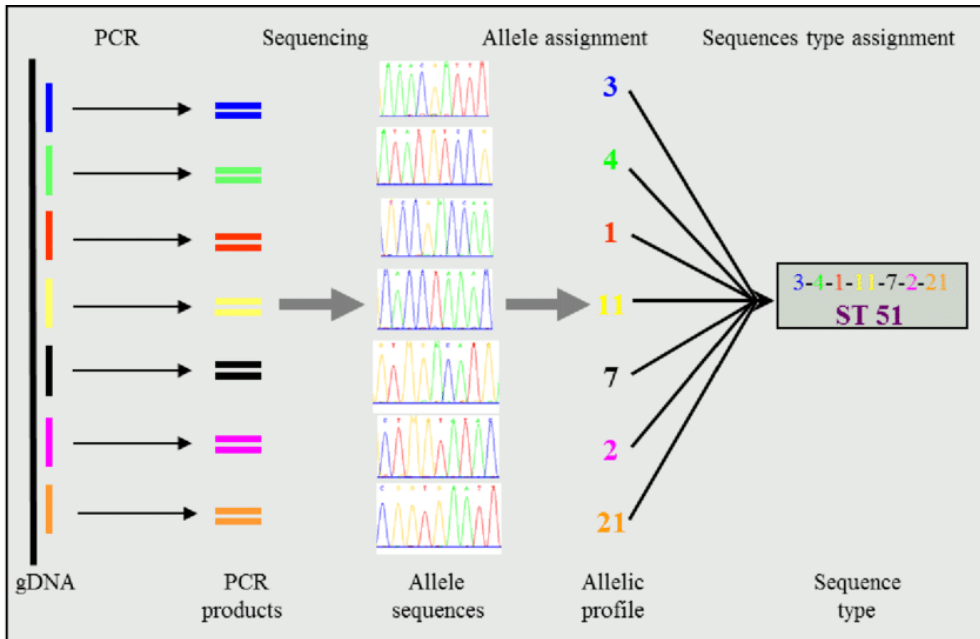 PCR
Sequencing
Allele assignment
Sequences type assignment
3
4
1
11
7
2
21
3-4-1-11-7-2-21
ST 51
gDNA
PCR
products
Allele
sequences
Allelic
profile
Sequence
type